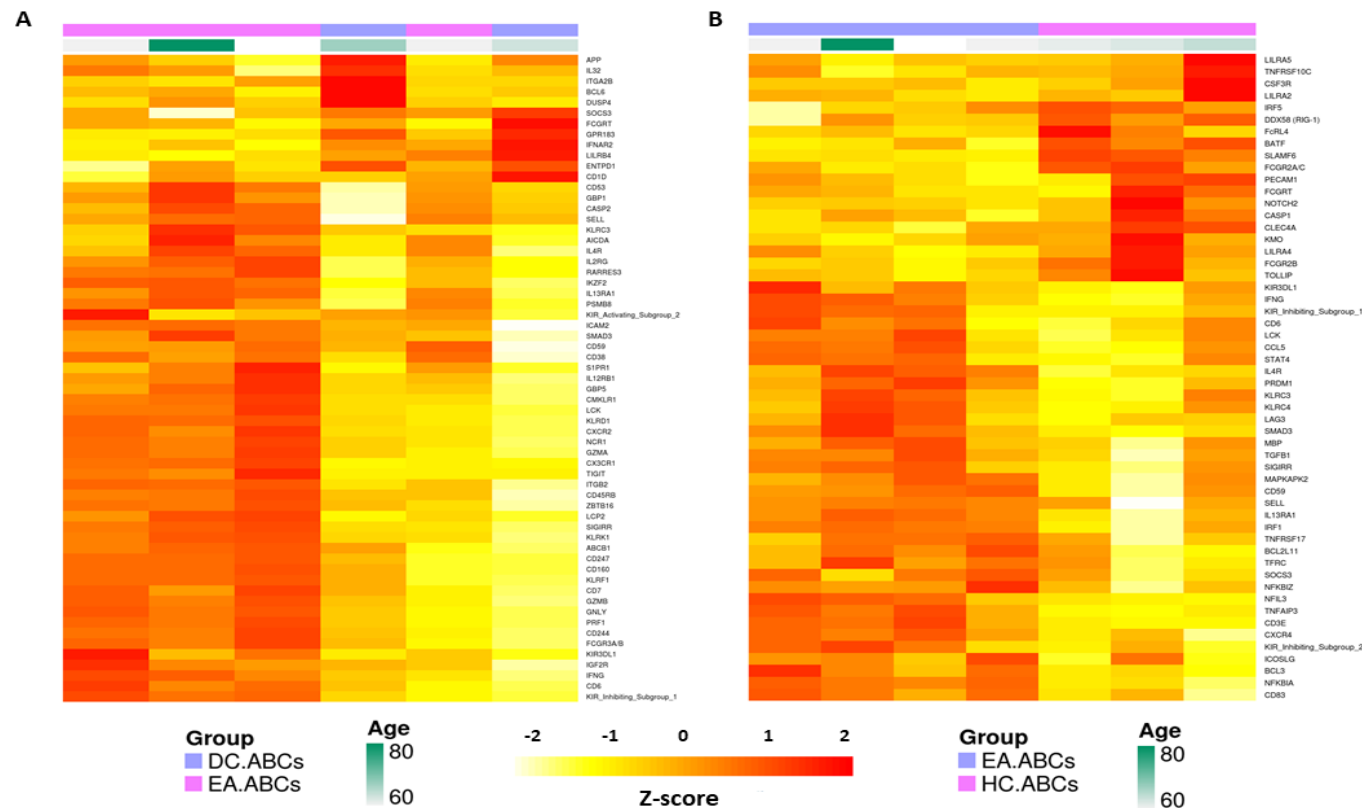 A
APP
IL32
ITGA2B
BCL6
DUSP4
SOCS3
FCGRT
GPR183
IFNAR2
LILRB4
ENTPD1
CD1D
CD53
GBP1
CASP2
SELL
KLRC3
AICDA
IL4R
IL2RG
RARRES3
IKZF2
IL13RA1
PSMB8
KIR_Activating_Subgroup_2
ICAM2
SMAD3
CD59
CD38
S1PR1
IL12RB1
GBP5
CMKLR1
LCK
KLRD1
CXCR2
NCR1
GZMA
CX3CR1
TIGIT
ITGB2
CD45RB
ZBTB16
LCP2
SIGIRR
KLRK1
ABCB1
CD247
CD160
KLRF1
CD7
GZMB
GNLY
PRF1
CD244
FCGR3A/B
KIR3DL1
IGF2R
IFNG
CD6
KIR_Inhibiting_Subgroup_1
B
LILRA5
TNFRSF10C
CSF3R
LILRA2
IRF5
DDX58 (RIG-1)
FcRL4
BATF
SLAMF6
FCGR2A/C
PECAM1
FCGRT
NOTCH2
CASP1
CLEC4A
KMO
LILRA4
FCGR2B
TOLLIP
KIR3DL1
IFNG
KIR_Inhibiting_Subgroup_1
CD6
LCK
CCL5
STAT4
IL4R
PRDM1
KLRC3
KLRC4
LAG3
SMAD3
MBP
TGFB1
SIGIRR
MAPKAPK2
CD59
SELL
IL13RA1
IRF1
TNFRSF17
BCL2L11
TFRC
SOCS3
NFKBIZ
NFIL3
TNFAIP3
CD3E
CXCR4
KIR_Inhibiting_Subgroup_2
ICOSLG
BCL3
NFKBIA
CD83
Group
DC.ABCs
EA.ABCs
Age
80
60
-2 -1 0 1 2
Z-score
Group
EA.ABCs
HC.ABCs
Age
80
60